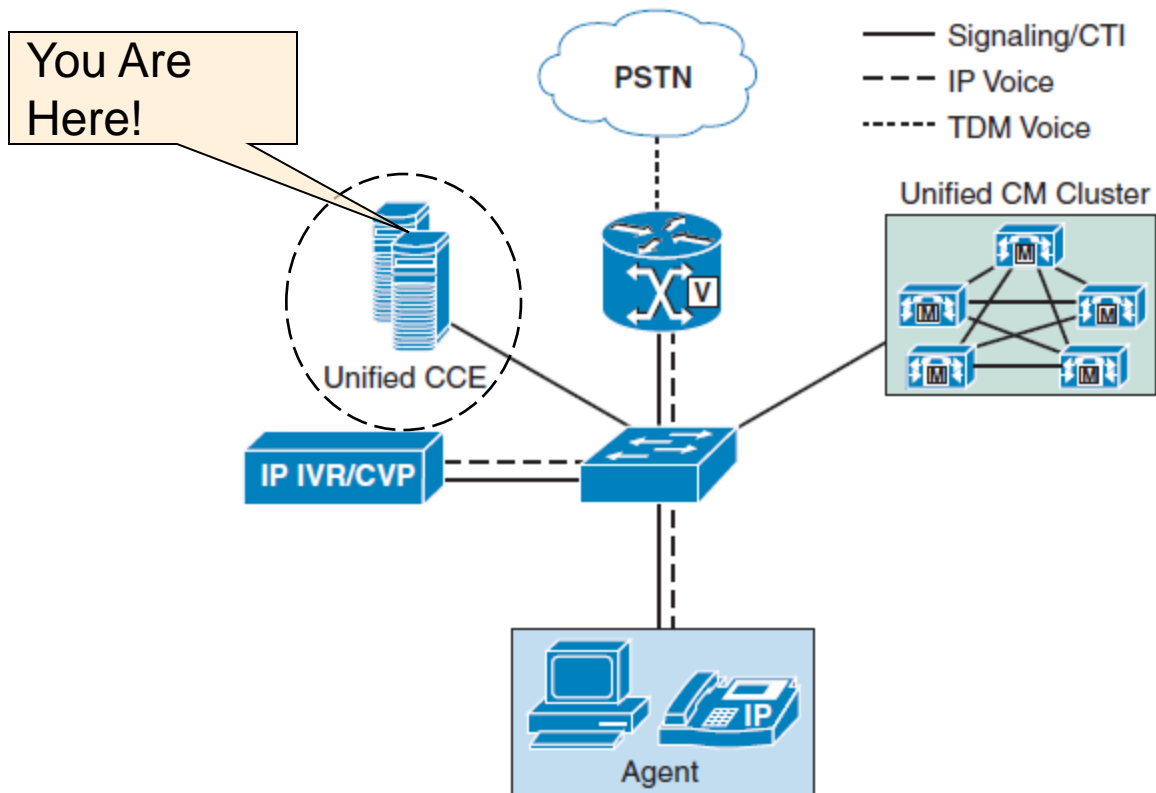 You Are
Here!
PSTN
Signaling/CTI
IP Voice
TDM Voice
Unified CM Cluster
M
M
M
M
M
V
Unified CCE
IP IVR/CVP
IP
Agent